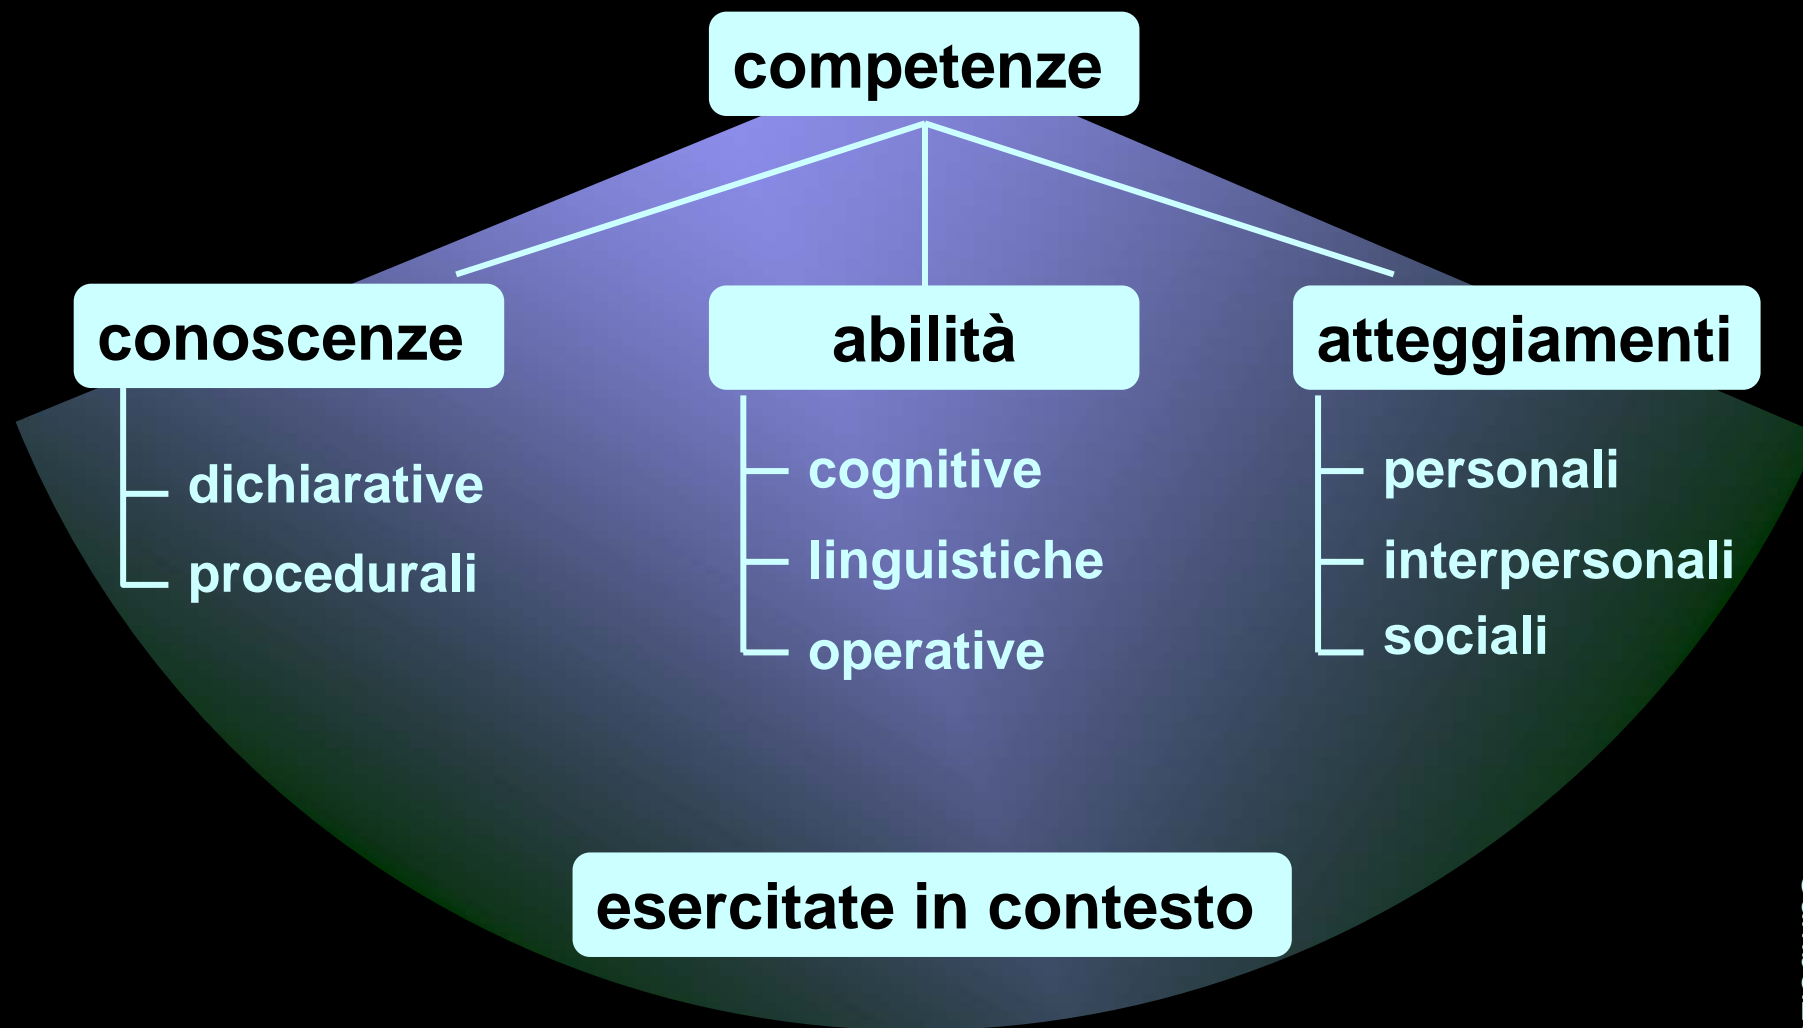 competenze
conoscenze
abilità
atteggiamenti
dichiarative
procedurali
cognitive
linguistiche
operative
personali
interpersonali
sociali
esercitate in contesto